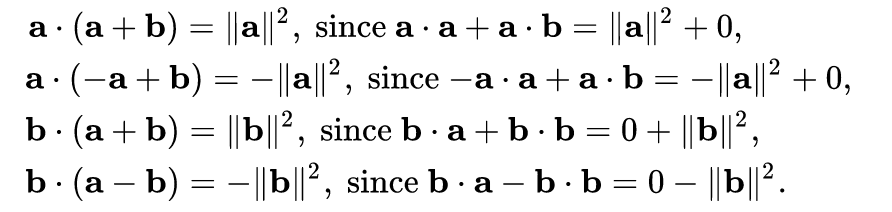 a · (a + b) = ‖a‖², since a · a + a · b = ‖a‖² + 0,
a · (−a + b) = −‖a‖², since −a · a + a · b = −‖a‖² + 0,
b · (a + b) = ‖b‖², since b · a + b · b = 0 + ‖b‖²,
b · (a − b) = −‖b‖², since b · a − b · b = 0 − ‖b‖².